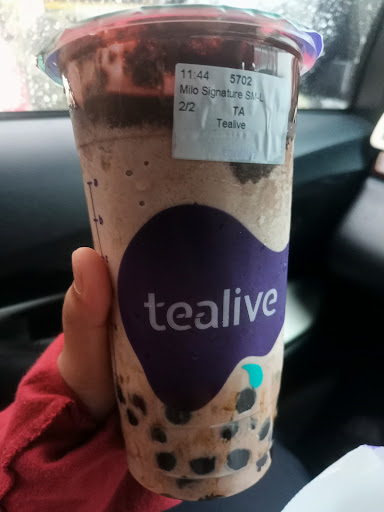 11:44 5702
Milo Signature SM-L
2/2 TA
Tealive
tealive